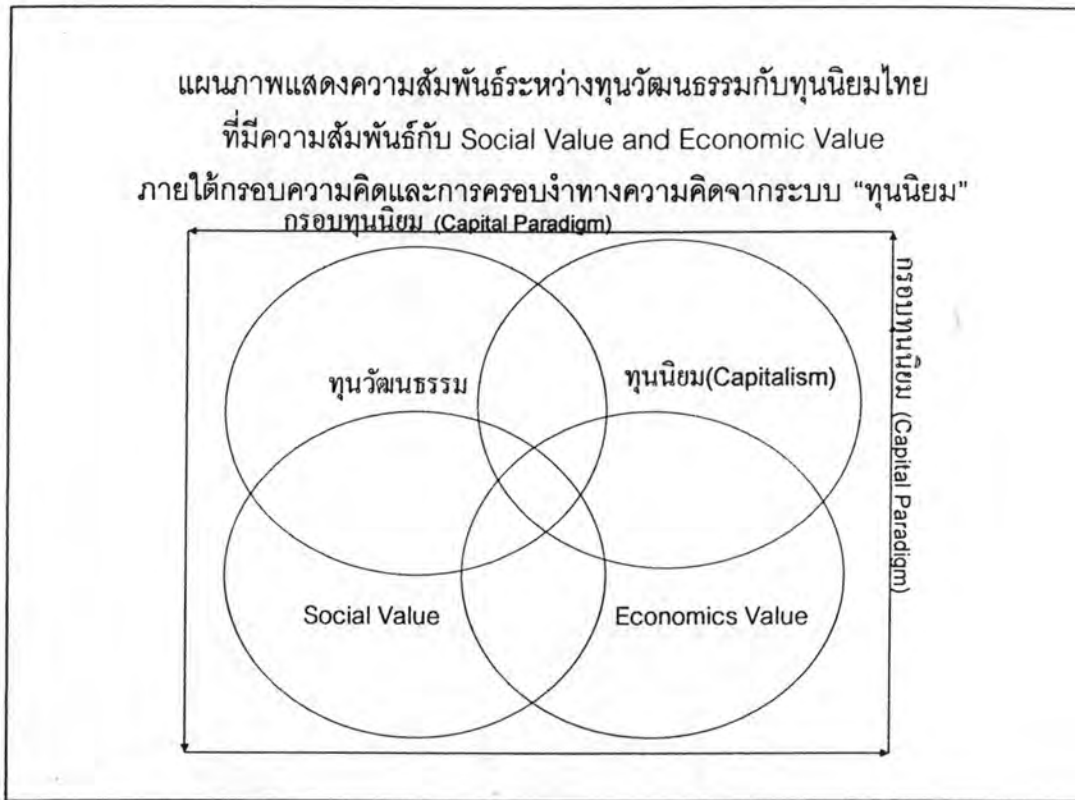 แผนภาพแสดงความสัมพันธ์ระหว่างทุนวัฒนธรรมกับทุนนิยมไทย
ที่มีความสัมพันธ์กับ Social Value and Economic Value
ภายใต้กรอบความคิดและการครอบงำทางความคิดจากระบบ "ทุนนิยม"
กรอบทุนนิยม (Capital Paradigm)
กรอบทุนนิยม (Capital Paradigm)
ทุนวัฒนธรรม
ทุนนิยม(Capitalism)
Social Value
Economics Value